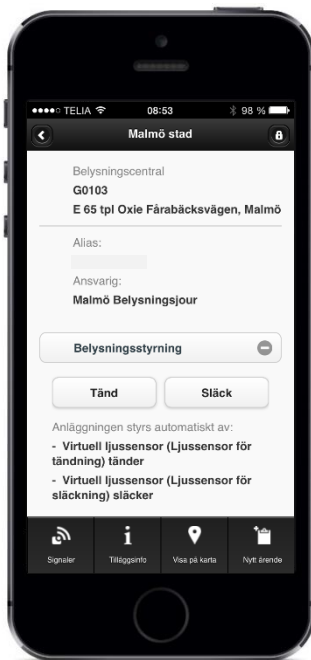 TELIA 08:53 98 %
Malmö stad
Belysningscentral
G0103
E 65 tpl Oxie Fårabäcksvägen, Malmö
Alias:
Ansvarig:
Malmö Belysningsjour
Belysningsstyrning
Tänd Släck
Anläggningen styrs automatiskt av:
- Virtuell ljussensor (Ljussensor för
tändning) tänder
- Virtuell ljussensor (Ljussensor för
släckning) släcker
Signaler Tilläggsinfo Visa på karta Nytt ärende